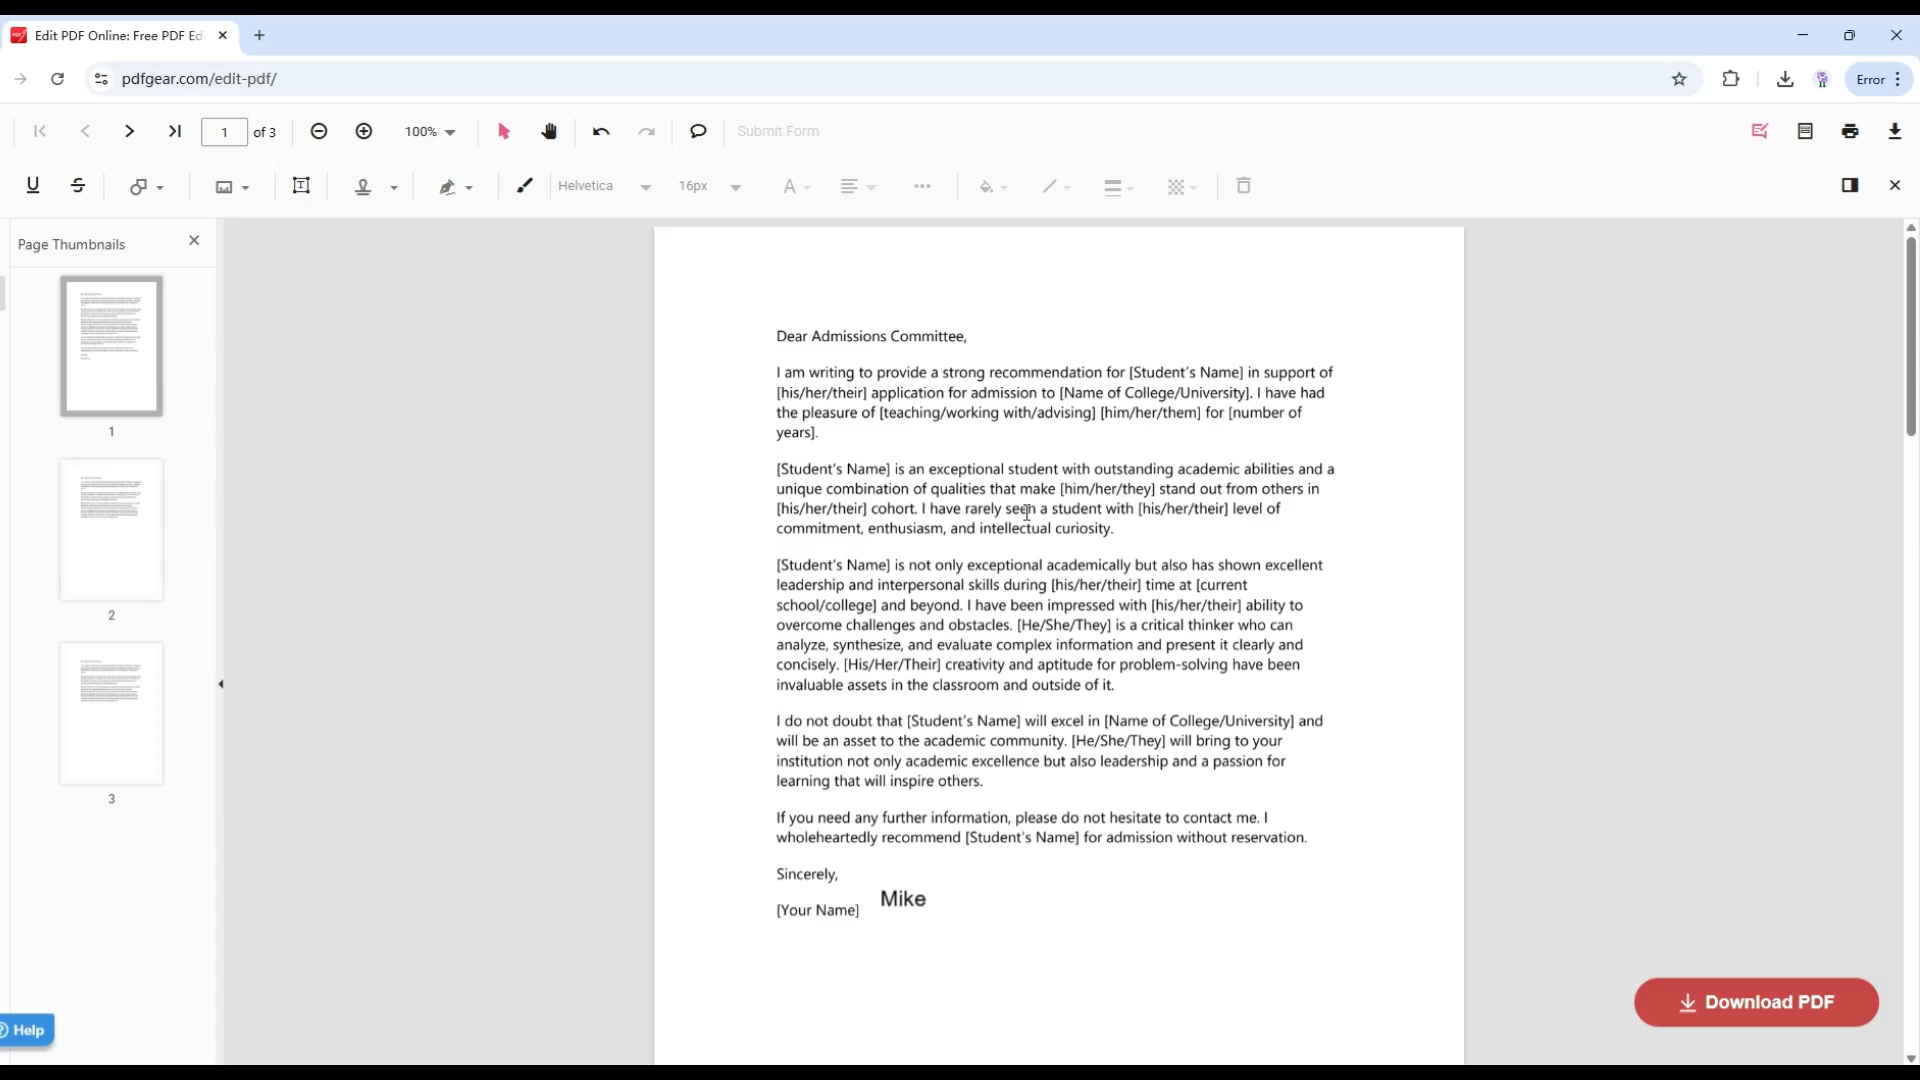 Edit PDF Online: Free PDF Ed
pdfgear.com/edit-pdf/
Error
1 of 3
100%
Submit Form
Helvetica
16px
Page Thumbnails
1
2
3
Help
Dear Admissions Committee,
I am writing to provide a strong recommendation for [Student's Name] in support of
[his/her/their] application for admission to [Name of College/University]. I have had
the pleasure of [teaching/working with/advising] [him/her/them] for [number of
years].
[Student's Name] is an exceptional student with outstanding academic abilities and a
unique combination of qualities that make [him/her/they] stand out from others in
[his/her/their] cohort. I have rarely seen a student with [his/her/their] level of
commitment, enthusiasm, and intellectual curiosity.
[Student's Name] is not only exceptional academically but also has shown excellent
leadership and interpersonal skills during [his/her/their] time at [current
school/college] and beyond. I have been impressed with [his/her/their] ability to
overcome challenges and obstacles. [He/She/They] is a critical thinker who can
analyze, synthesize, and evaluate complex information and present it clearly and
concisely. [His/Her/Their] creativity and aptitude for problem-solving have been
invaluable assets in the classroom and outside of it.
I do not doubt that [Student's Name] will excel in [Name of College/University] and
will be an asset to the academic community. [He/She/They] will bring to your
institution not only academic excellence but also leadership and a passion for
learning that will inspire others.
If you need any further information, please do not hesitate to contact me. I
wholeheartedly recommend [Student's Name] for admission without reservation.
Sincerely,
[Your Name] Mike
Download PDF